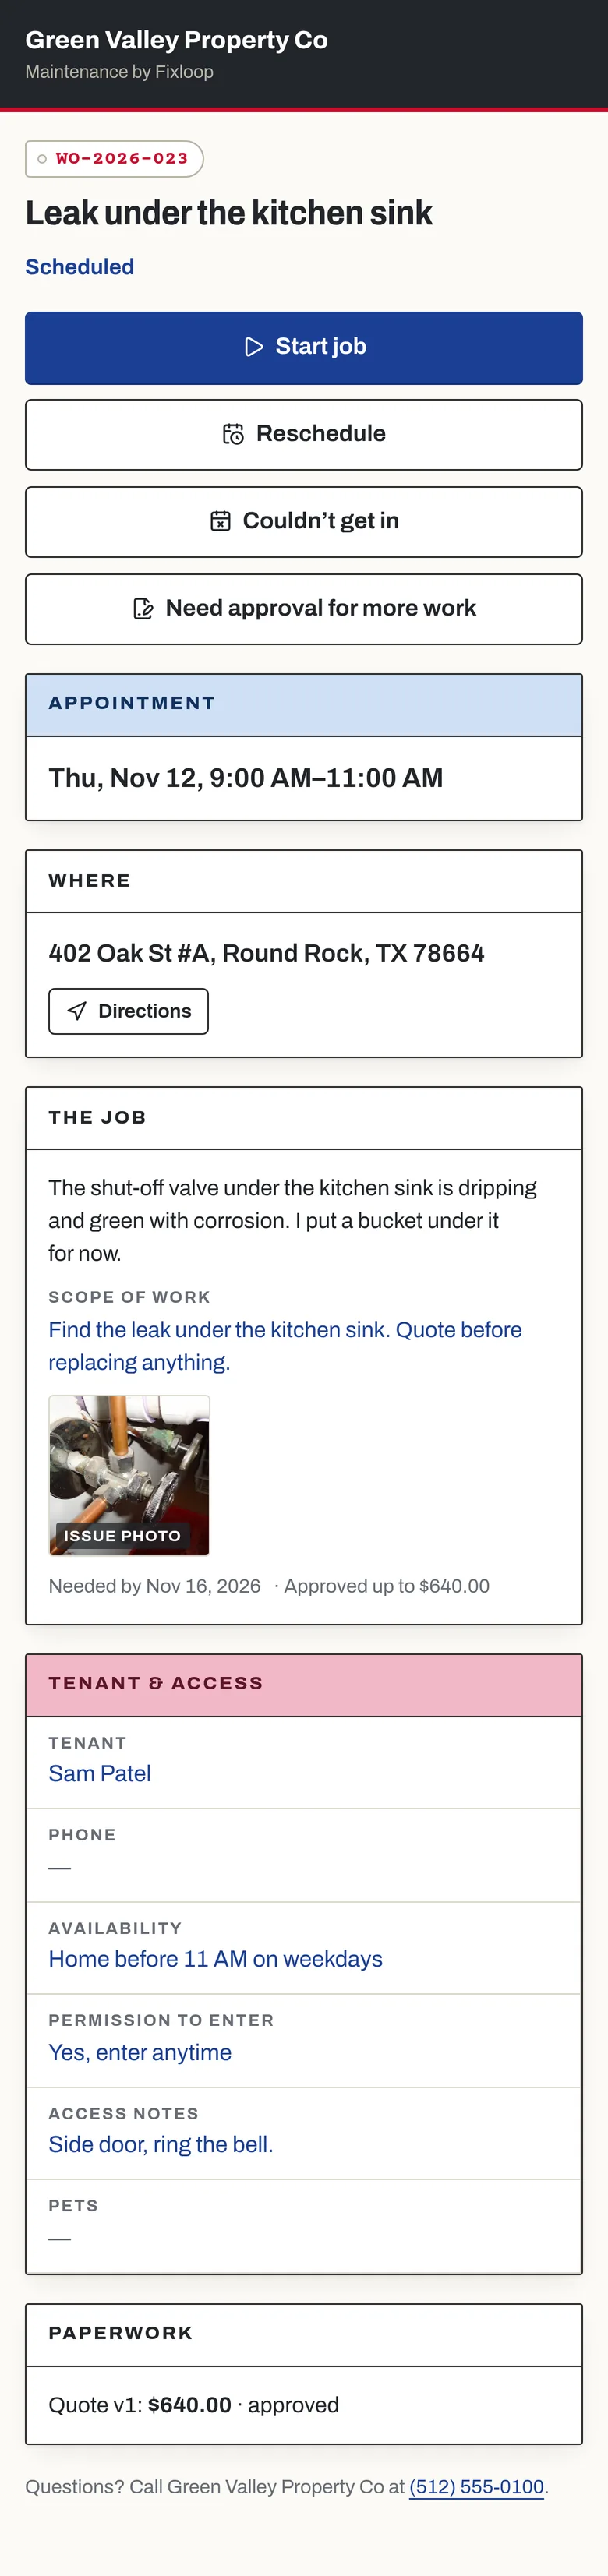 Green Valley Property Co
Maintenance by Fixloop
WO-2026-023
Leak under the kitchen sink
Scheduled
Start job
Reschedule
Couldn’t get in
Need approval for more work
APPOINTMENT
Thu, Nov 12, 9:00 AM–11:00 AM
WHERE
402 Oak St #A, Round Rock, TX 78664
Directions
THE JOB
The shut-off valve under the kitchen sink is dripping
and green with corrosion. I put a bucket under it
for now.
SCOPE OF WORK
Find the leak under the kitchen sink. Quote before
replacing anything.
ISSUE PHOTO
Needed by Nov 16, 2026 · Approved up to $640.00
TENANT & ACCESS
TENANT
Sam Patel
PHONE
—
AVAILABILITY
Home before 11 AM on weekdays
PERMISSION TO ENTER
Yes, enter anytime
ACCESS NOTES
Side door, ring the bell.
PETS
—
PAPERWORK
Quote v1: $640.00 · approved
Questions? Call Green Valley Property Co at (512) 555-0100.